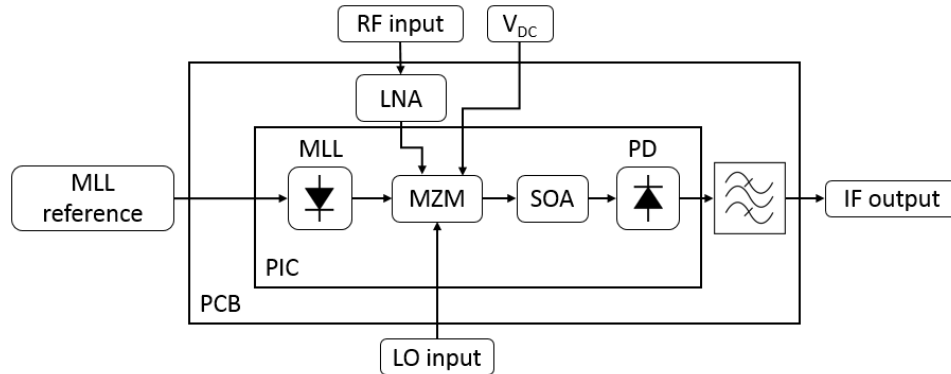 RF input
V_DC
LNA
MLL
PD
MLL
reference
MZM
SOA
IF output
PIC
PCB
LO input